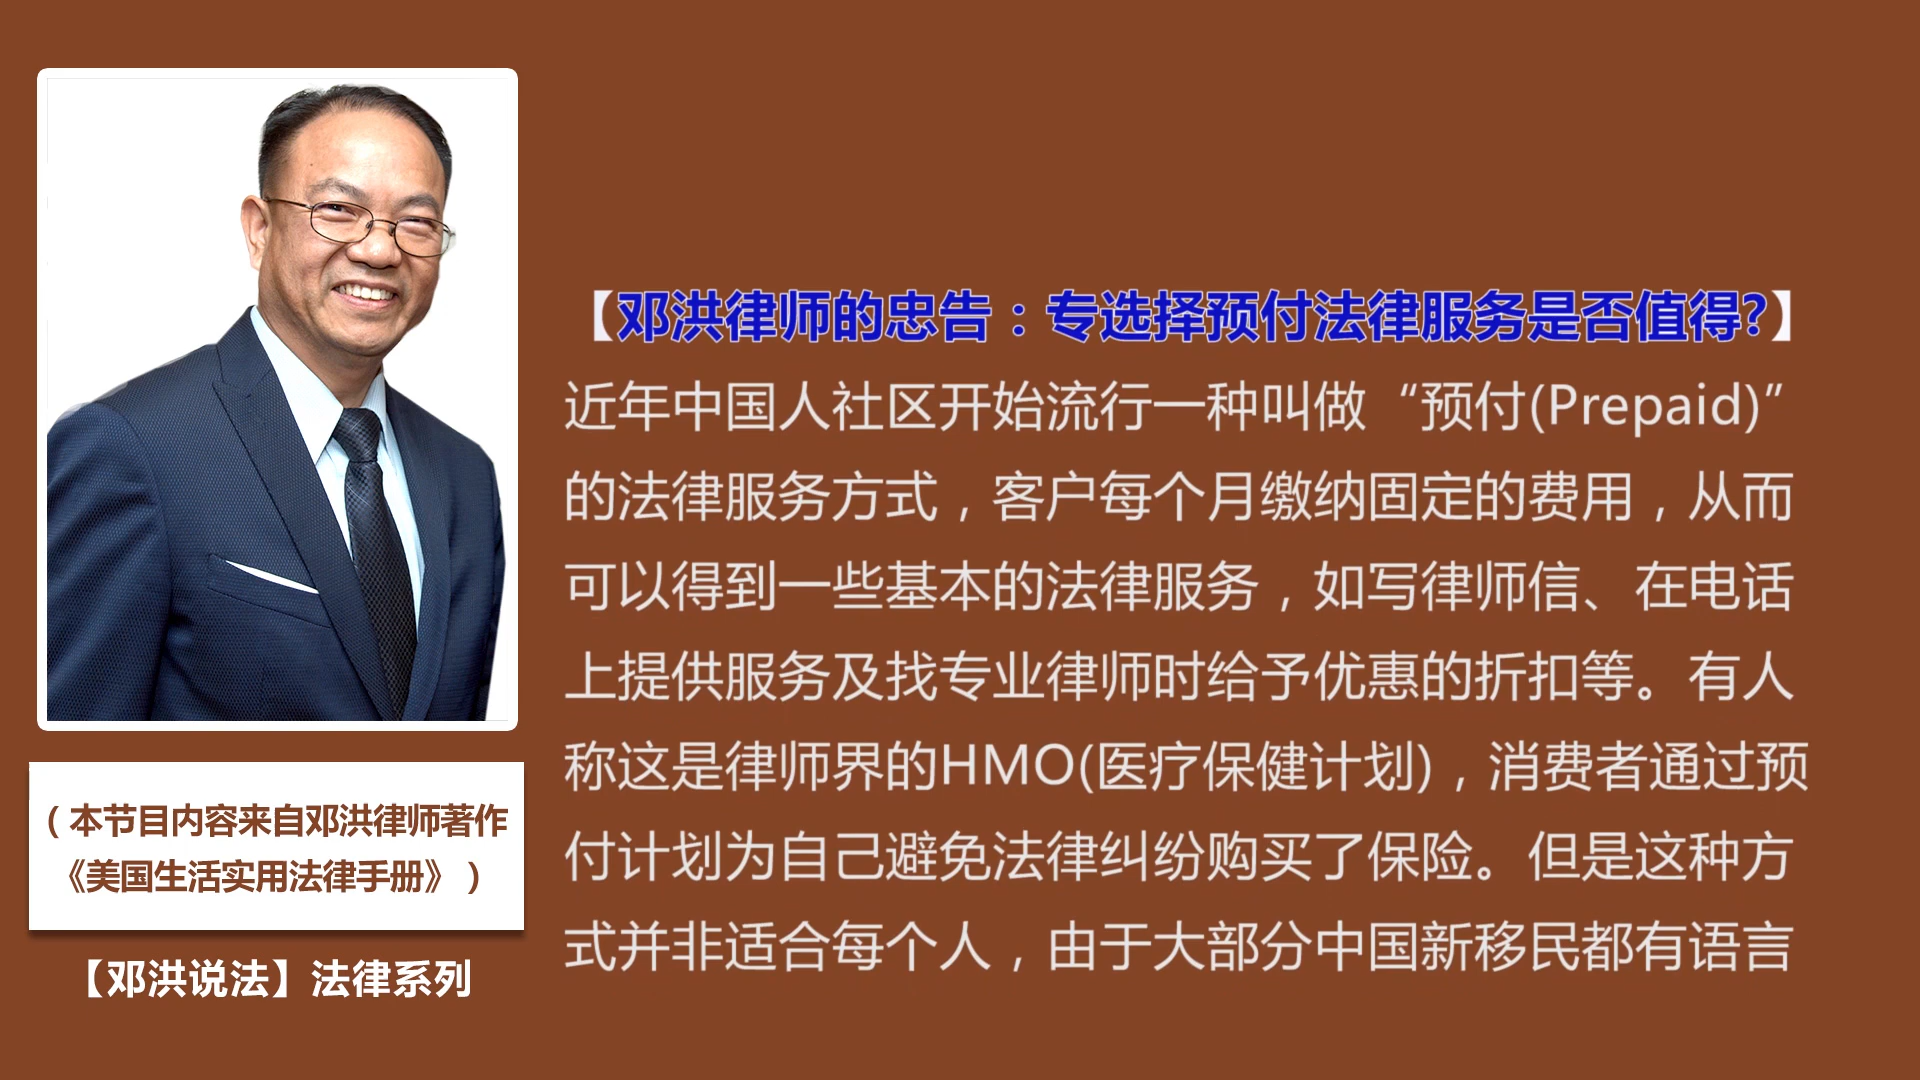 【邓洪律师的忠告：专选择预付法律服务是否值得?】
近年中国人社区开始流行一种叫做“预付(Prepaid)”
的法律服务方式，客户每个月缴纳固定的费用，从而
可以得到一些基本的法律服务，如写律师信、在电话
上提供服务及找专业律师时给予优惠的折扣等。有人
称这是律师界的HMO(医疗保健计划)，消费者通过预
付计划为自己避免法律纠纷购买了保险。但是这种方
式并非适合每个人，由于大部分中国新移民都有语言
（本节目内容来自邓洪律师著作
《美国生活实用法律手册》）
【邓洪说法】法律系列